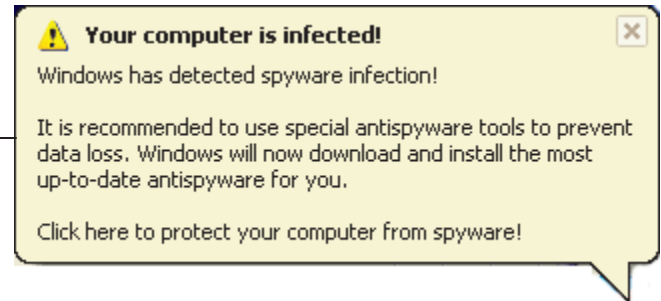 Your computer is infected!
Windows has detected spyware infection!
It is recommended to use special antispyware tools to prevent
data loss. Windows will now download and install the most
up-to-date antispyware for you.
Click here to protect your computer from spyware!